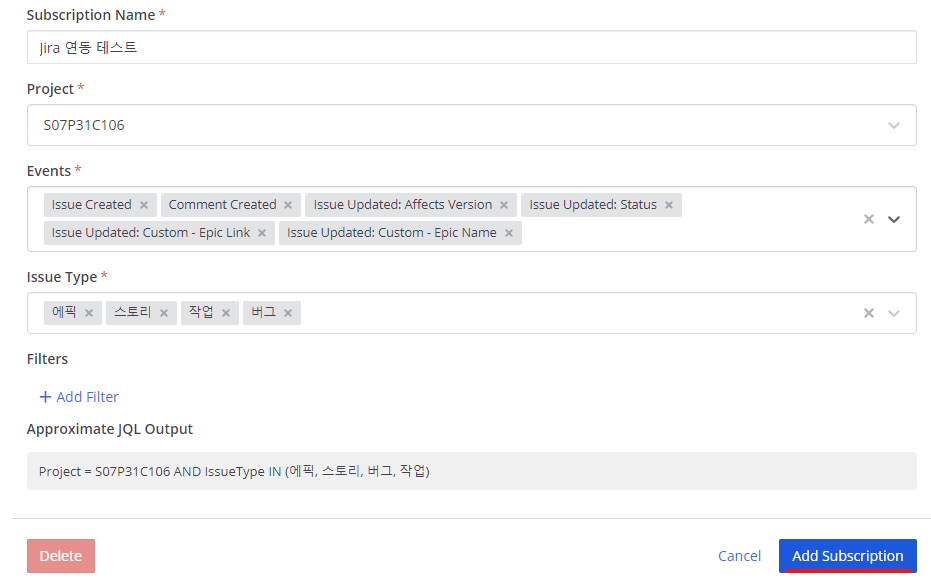 Subscription Name *
Jira 연동 테스트
Project *
S07P31C106
Events *
Issue Created × Comment Created × Issue Updated: Affects Version × Issue Updated: Status ×
Issue Updated: Custom - Epic Link × Issue Updated: Custom - Epic Name ×
Issue Type *
에픽 × 스토리 × 작업 × 버그 ×
Filters
+ Add Filter
Approximate JQL Output
Project = S07P31C106 AND IssueType IN (에픽, 스토리, 버그, 작업)
Delete Cancel Add Subscription